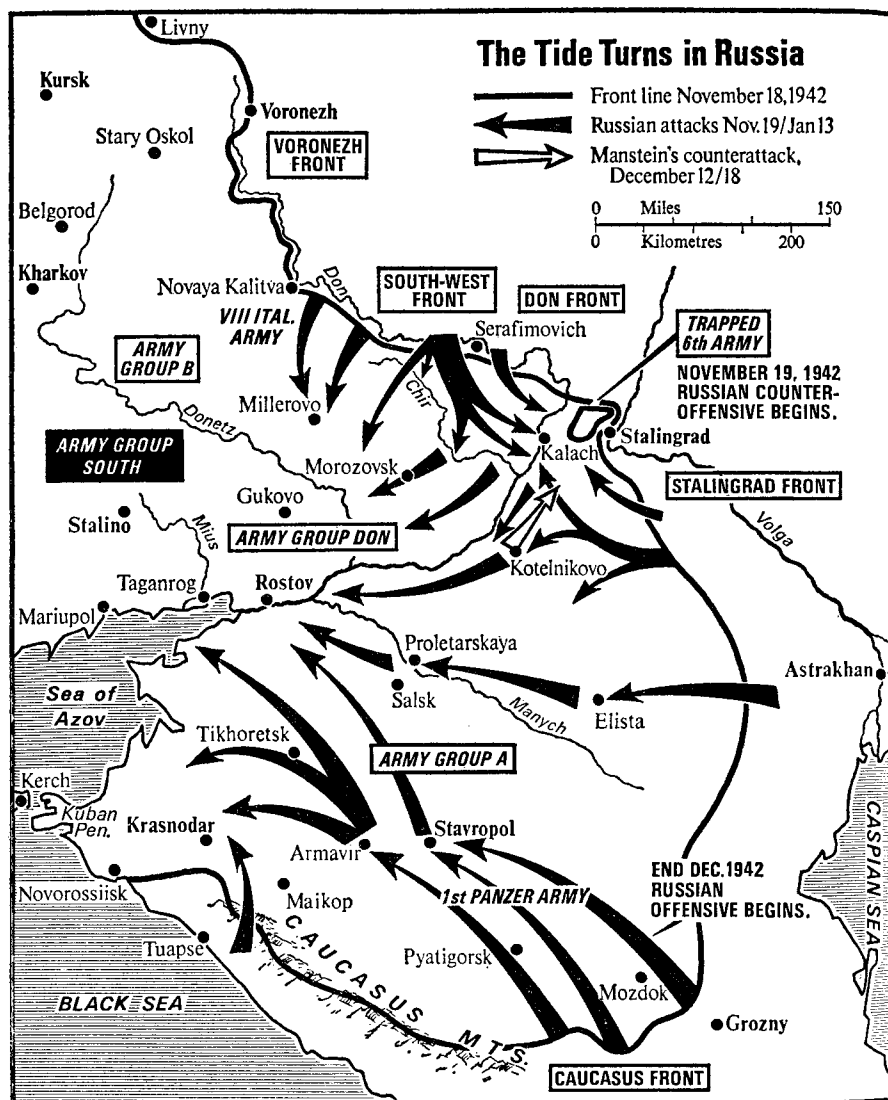 The Tide Turns in Russia
Front line November 18, 1942
Russian attacks Nov. 19/Jan 13
Manstein's counterattack,
December 12/18
0 Miles 150
0 Kilometres 200
Livny
Kursk
Voronezh
Stary Oskol
VORONEZH
FRONT
Belgorod
Kharkov
Novaya Kalitva
Don
SOUTH-WEST
FRONT
DON FRONT
VIII ITAL.
ARMY
Serafimovich
TRAPPED
6th ARMY
ARMY
GROUP B
NOVEMBER 19, 1942
RUSSIAN COUNTER-
OFFENSIVE BEGINS.
Chir
Millerovo
Donetz
Stalingrad
Kalach
ARMY GROUP
SOUTH
Morozovsk
STALINGRAD FRONT
Gukovo
Stalino
Mius
ARMY GROUP DON
Volga
Kotelnikovo
Taganrog
Rostov
Mariupol
Proletarskaya
Astrakhan
Sea of
Azov
Salsk
Manych
Elista
Tikhoretsk
ARMY GROUP A
Kerch
Kuban
Pen.
Krasnodar
Stavropol
Armavir
CASPIAN SEA
END DEC. 1942
RUSSIAN
OFFENSIVE BEGINS.
Novorossiisk
Maikop
1st PANZER ARMY
Tuapse
CAUCASUS MTS.
Pyatigorsk
Mozdok
BLACK SEA
Grozny
CAUCASUS FRONT